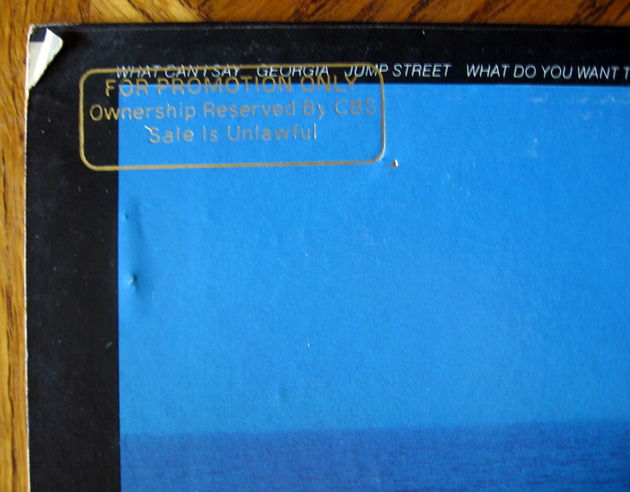 WHAT CAN I SAY GEORGIA JUMP STREET WHAT DO YOU WANT T
FOR PROMOTION ONLY
Ownership Reserved By CBS
Sale Is Unlawful